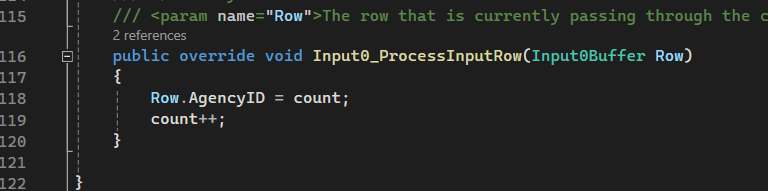 115 /// <param name="Row">The row that is currently passing through the c
2 references
116 public override void Input0_ProcessInputRow(Input0Buffer Row)
117 {
118 Row.AgencyID = count;
119 count++;
120 }
121
122 }